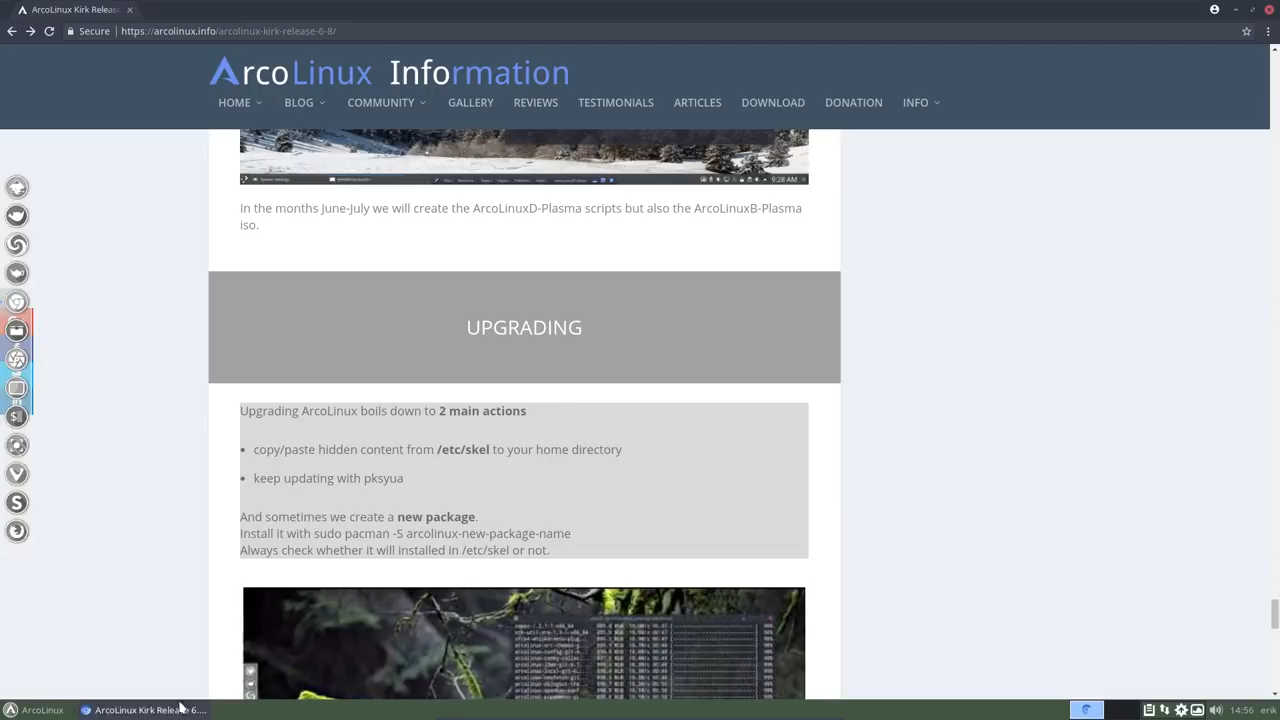 ArcoLinux Kirk Releas
Secure
https://arcolinux.info/arcolinux-kirk-release-6-8/
ArcoLinux Information
HOME
BLOG
COMMUNITY
GALLERY
REVIEWS
TESTIMONIALS
ARTICLES
DOWNLOAD
DONATION
INFO
9:28 AM
In the months June-July we will create the ArcoLinuxD-Plasma scripts but also the ArcoLinuxB-Plasma
iso.
UPGRADING
Upgrading ArcoLinux boils down to 2 main actions
copy/paste hidden content from /etc/skel to your home directory
keep updating with pksyua
And sometimes we create a new package.
Install it with sudo pacman -S arcolinux-new-package-name
Always check whether it will installed in /etc/skel or not.
ArcoLinux
ArcoLinux Kirk Release 6....
14:56
erik